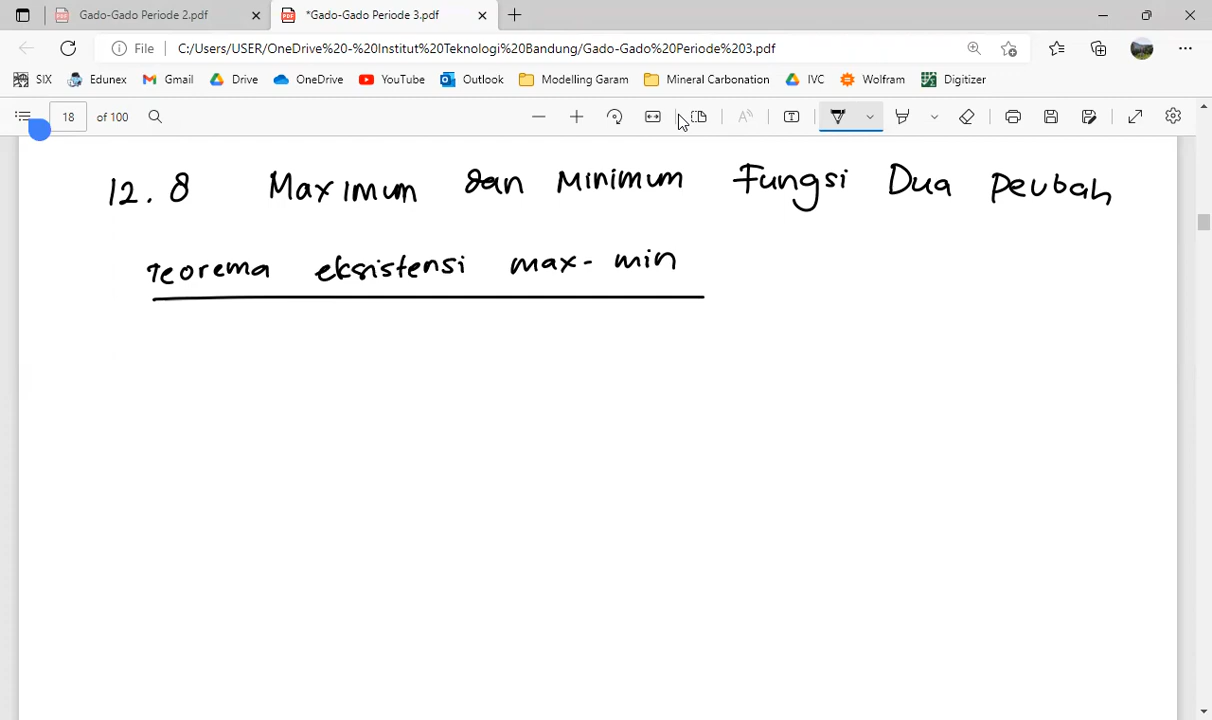 Gado-Gado Periode 2.pdf
*Gado-Gado Periode 3.pdf
File C:/Users/USER/OneDrive%20-%20Institut%20Teknologi%20Bandung/Gado-Gado%20Periode%203.pdf
SIX Edunex Gmail Drive OneDrive YouTube Outlook Modelling Garam Mineral Carbonation IVC Wolfram Digitizer
18 of 100
12.8 Maximum dan Minimum Fungsi Dua Peubah
Teorema eksistensi max-min